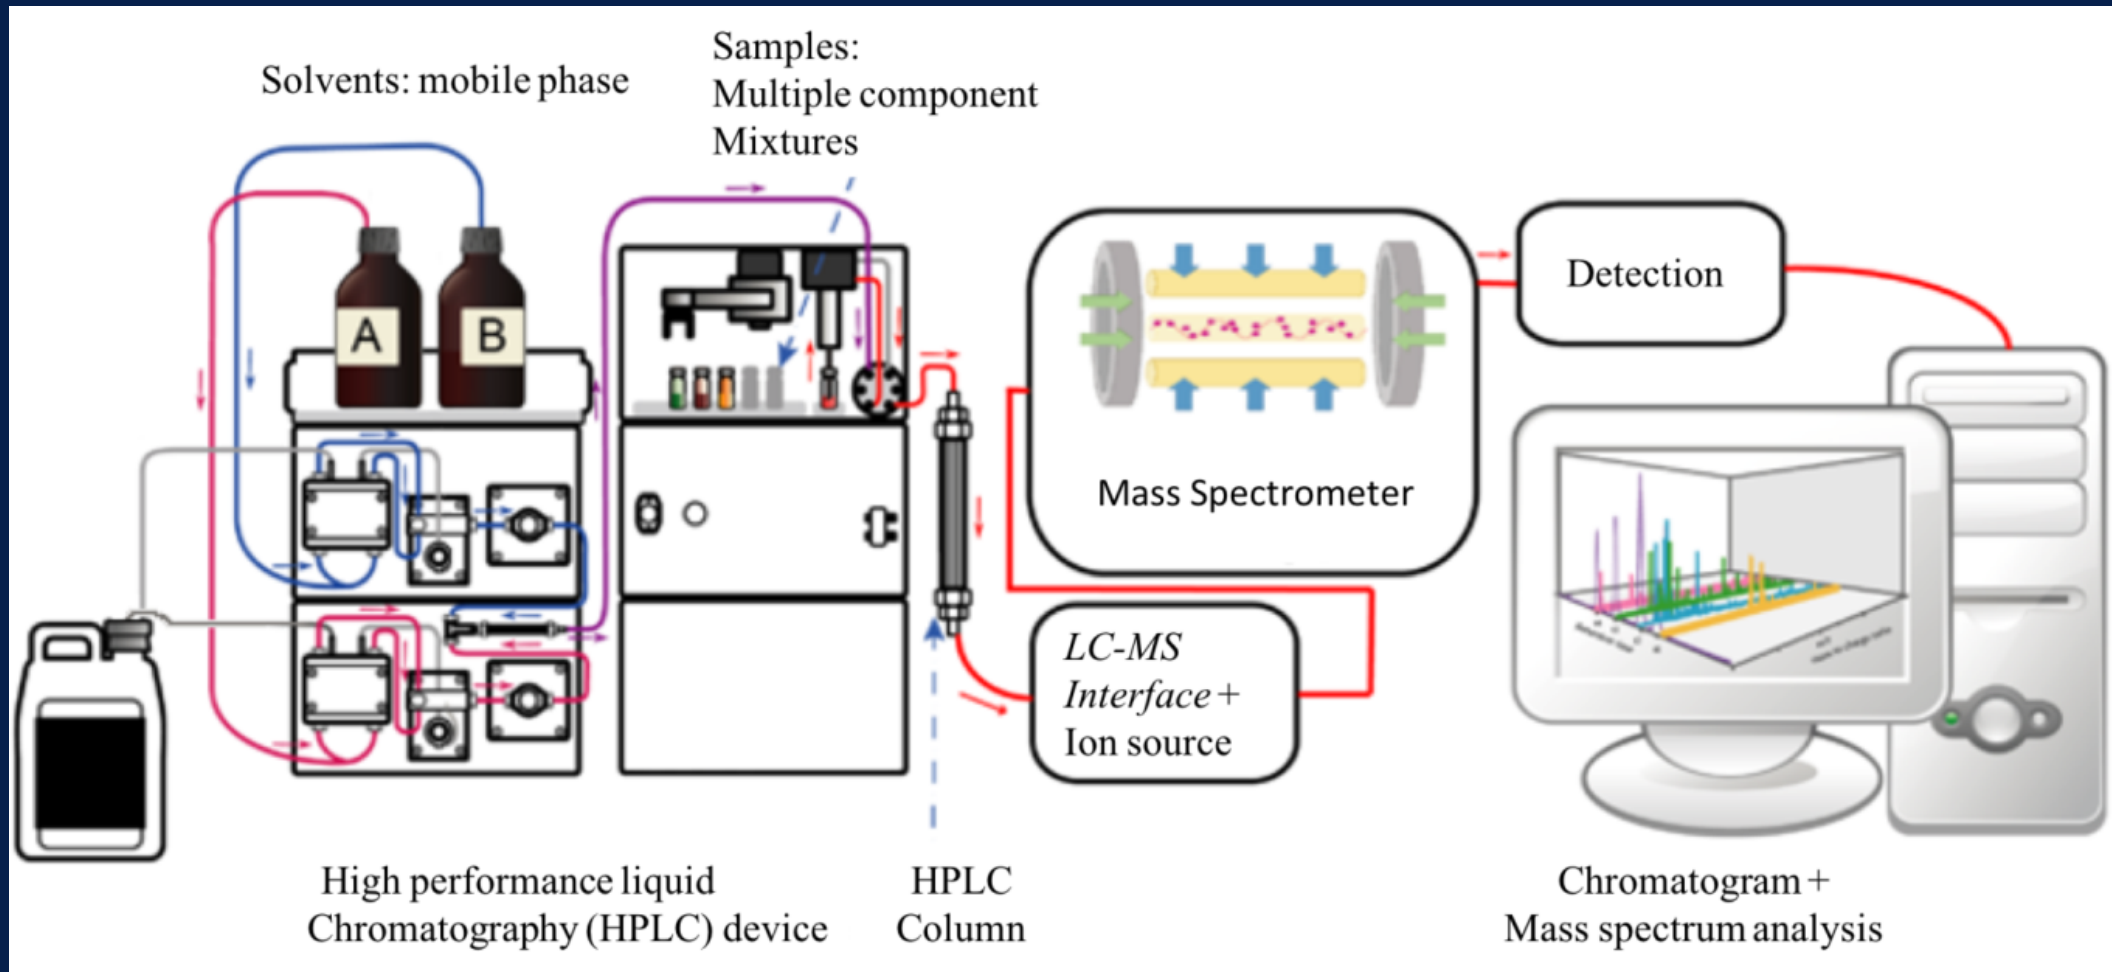 Solvents: mobile phase
Samples:
Multiple component
Mixtures
A
B
Detection
Mass Spectrometer
LC-MS
Interface +
Ion source
High performance liquid
Chromatography (HPLC) device
HPLC
Column
Chromatogram +
Mass spectrum analysis